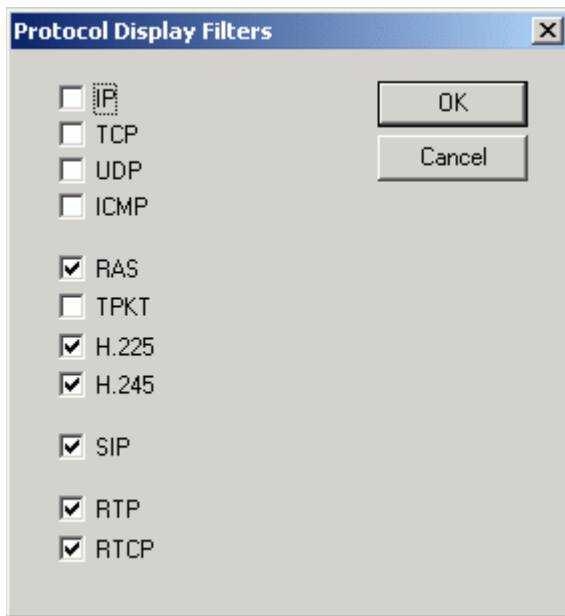 Protocol Display Filters
IP
TCP
UDP
ICMP
RAS
TPKT
H.225
H.245
SIP
RTP
RTCP
OK
Cancel